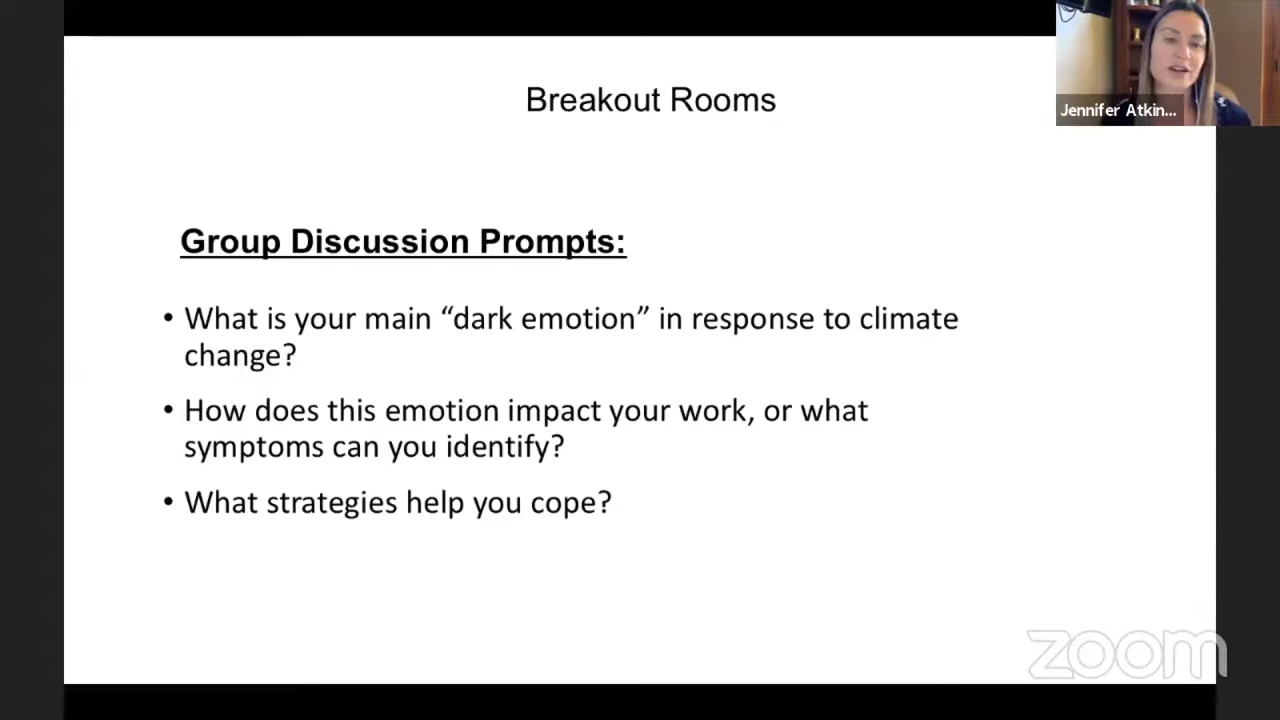 Breakout Rooms
Jennifer Atkin...
Group Discussion Prompts:
• What is your main “dark emotion” in response to climate
change?
• How does this emotion impact your work, or what
symptoms can you identify?
• What strategies help you cope?
zoom